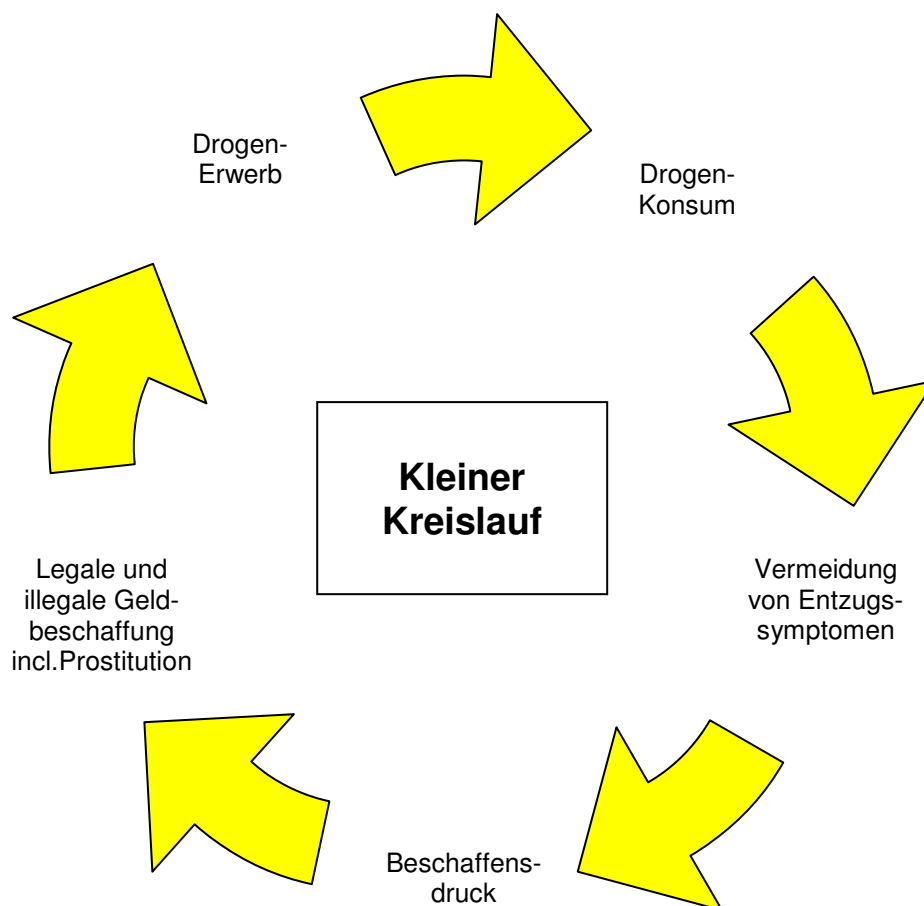 Drogen-
Erwerb
Drogen-
Konsum
Kleiner
Kreislauf
Legale und
illegale Geld-
beschaffung
incl.Prostitution
Vermeidung
von Entzugs-
symptomen
Beschaffens-
druck